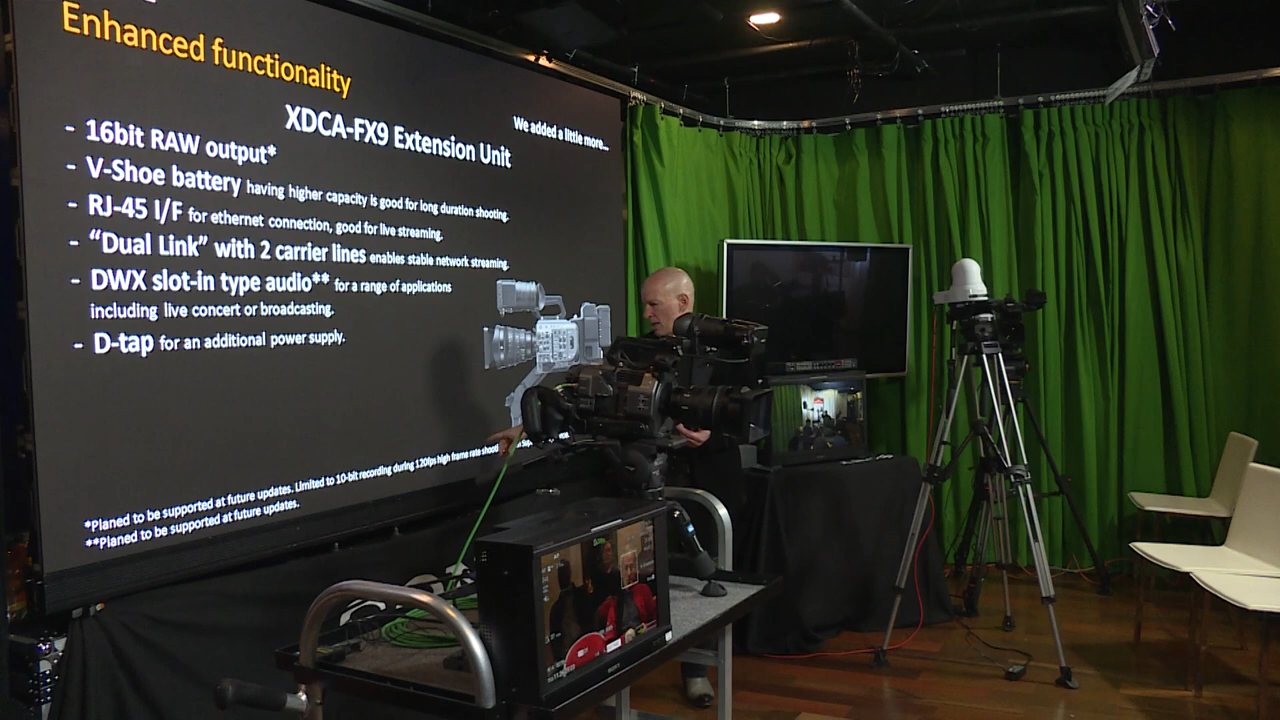 Enhanced functionality
We added a little more...
XDCA-FX9 Extension Unit
- 16bit RAW output*
- V-Shoe battery having higher capacity is good for long duration shooting.
- RJ-45 I/F for ethernet connection, good for live streaming.
- “Dual Link” with 2 carrier lines enables stable network streaming.
- DWX slot-in type audio** for a range of applications
including live concert or broadcasting.
- D-tap for an additional power supply.
*Planed to be supported at future updates. Limited to 10-bit recording during 120fps high frame rate
**Planed to be supported at future updates.
SONY